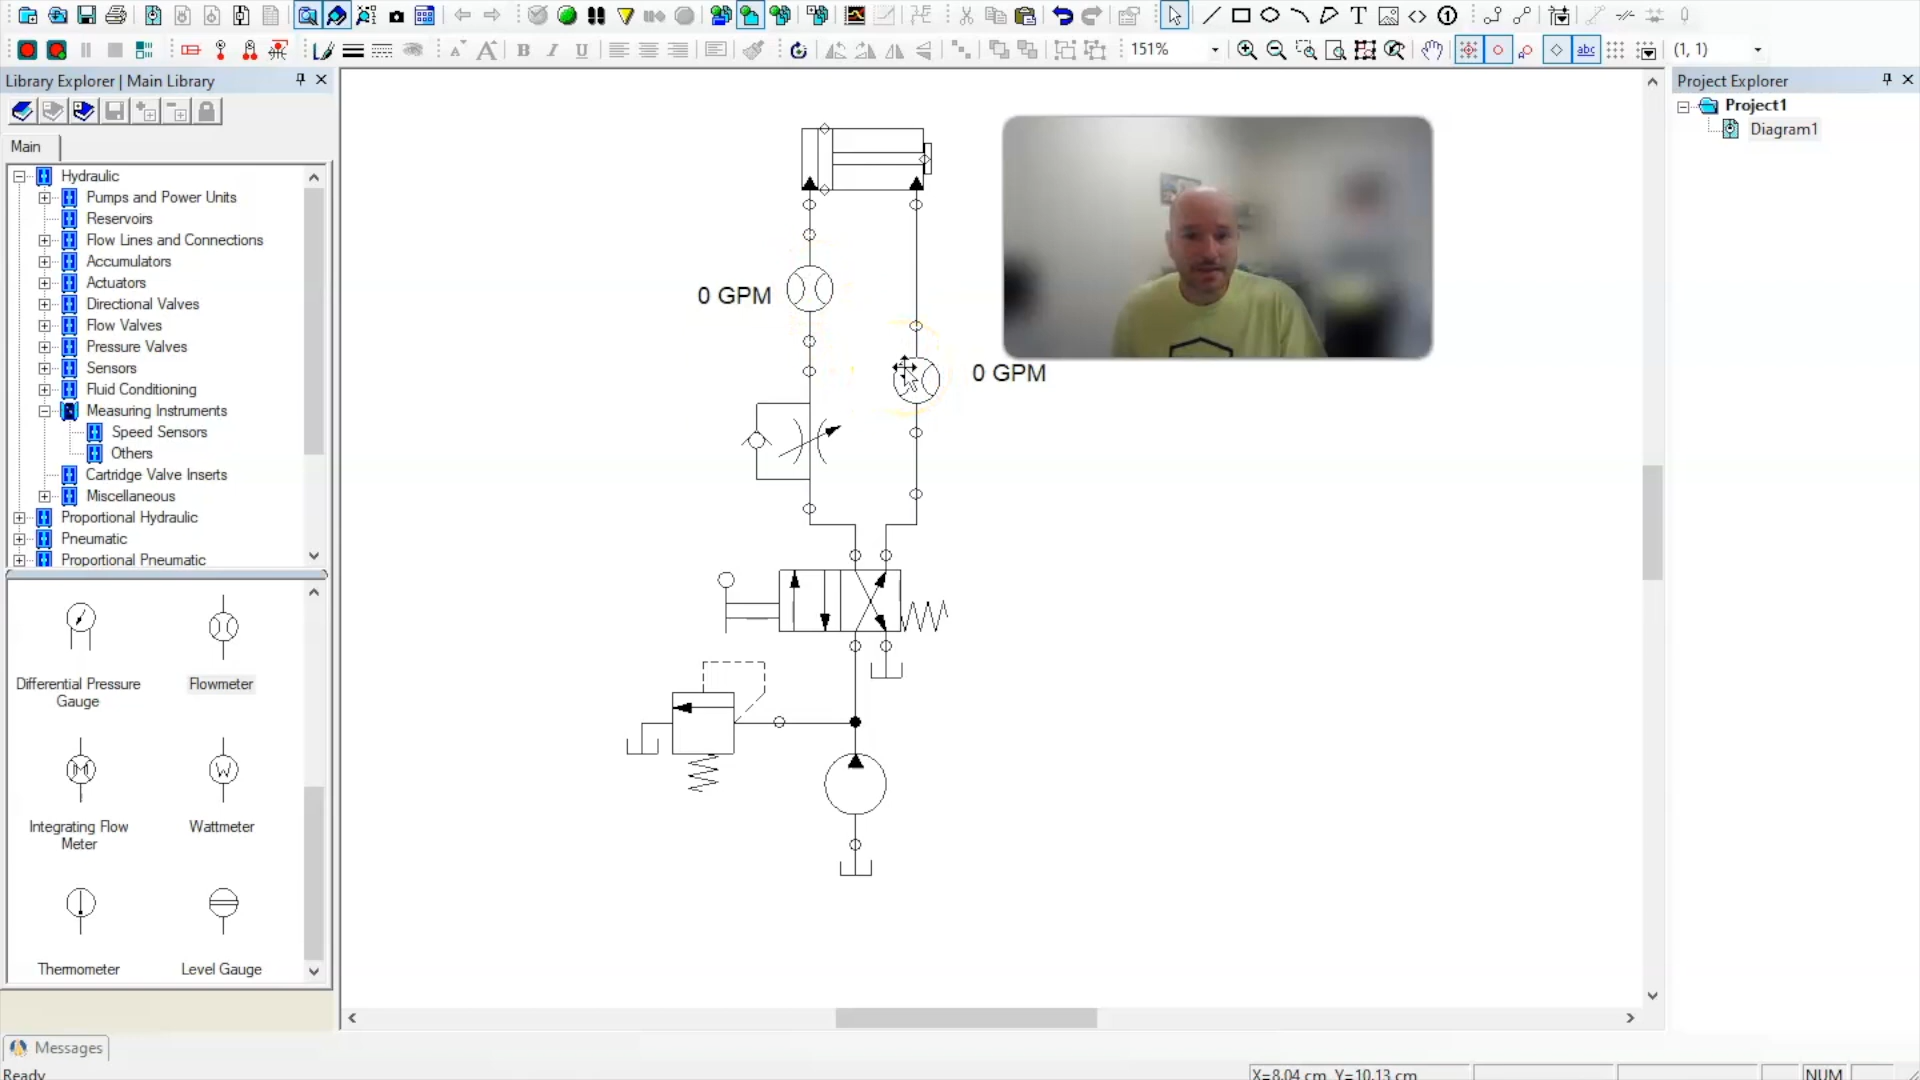 151%
(1, 1)
Library Explorer | Main Library
Project Explorer
Project1
Diagram1
Main
Hydraulic
Pumps and Power Units
Reservoirs
Flow Lines and Connections
Accumulators
Actuators
Directional Valves
Flow Valves
Pressure Valves
Sensors
Fluid Conditioning
Measuring Instruments
Speed Sensors
Others
Cartridge Valve Inserts
Miscellaneous
Proportional Hydraulic
Pneumatic
Proportional Pneumatic
Differential Pressure
Gauge
Flowmeter
Integrating Flow
Meter
Wattmeter
Thermometer
Level Gauge
0 GPM
0 GPM
Messages
Ready
X=8.04 cm Y=10.13 cm
NUM